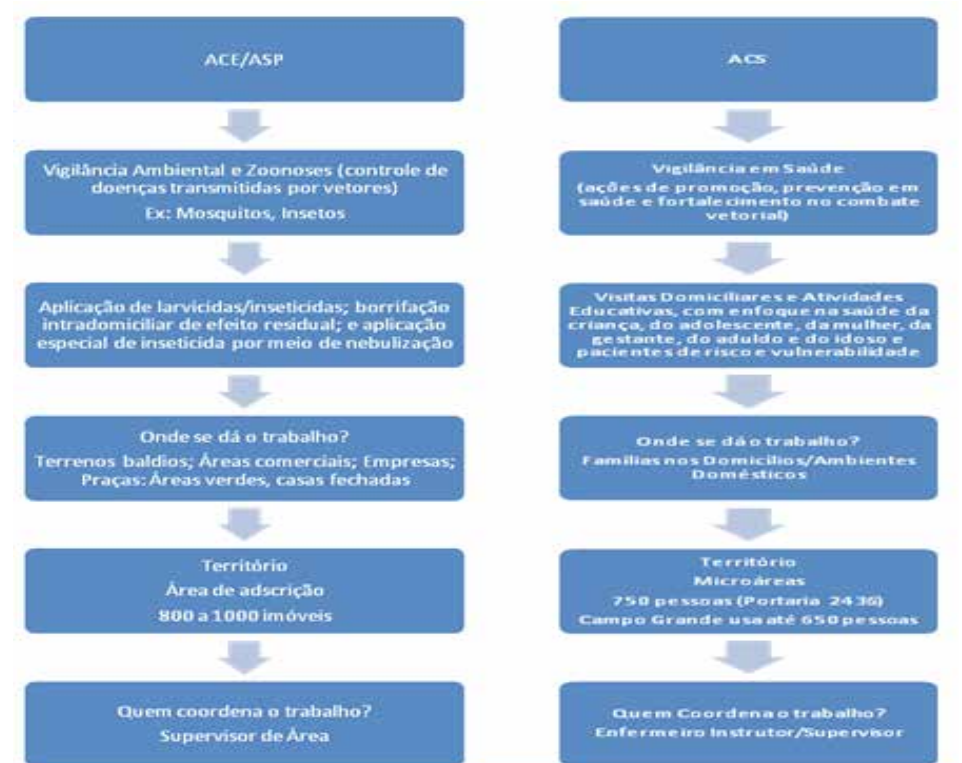 ACE/ASP
Vigilância Ambiental e Zoonoses (controle de
doenças transmitidas por vetores)
Ex: Mosquitos, Insetos
Aplicação de larvicidas/inseticidas; borrifação
intradomiciliar de efeito residual; e aplicação
especial de inseticida por meio de nebulização
Onde se dá o trabalho?
Terrenos baldios; Áreas comerciais; Empresas;
Praças: Áreas verdes, casas fechadas
Território
Área de adscrição
800 a 1000 imóveis
Quem coordena o trabalho?
Supervisor de Área
ACS
Vigilância em Saúde
(ações de promoção, prevenção em
saúde e fortalecimento no combate
vetorial)
Visitas Domiciliares e Atividades
Educativas, com enfoque na saúde da
criança, do adolescente, da mulher, da
gestante, do aduldo e do idoso e
pacientes de risco e vulnerabilidade
Onde se dá o trabalho?
Famílias nos Domicílios/Ambientes
Domésticos
Território
Microáreas
750 pessoas (Portaria 2436)
Campo Grande usa até 650 pessoas
Quem Coordena o trabalho?
Enfermeiro Instrutor/Supervisor